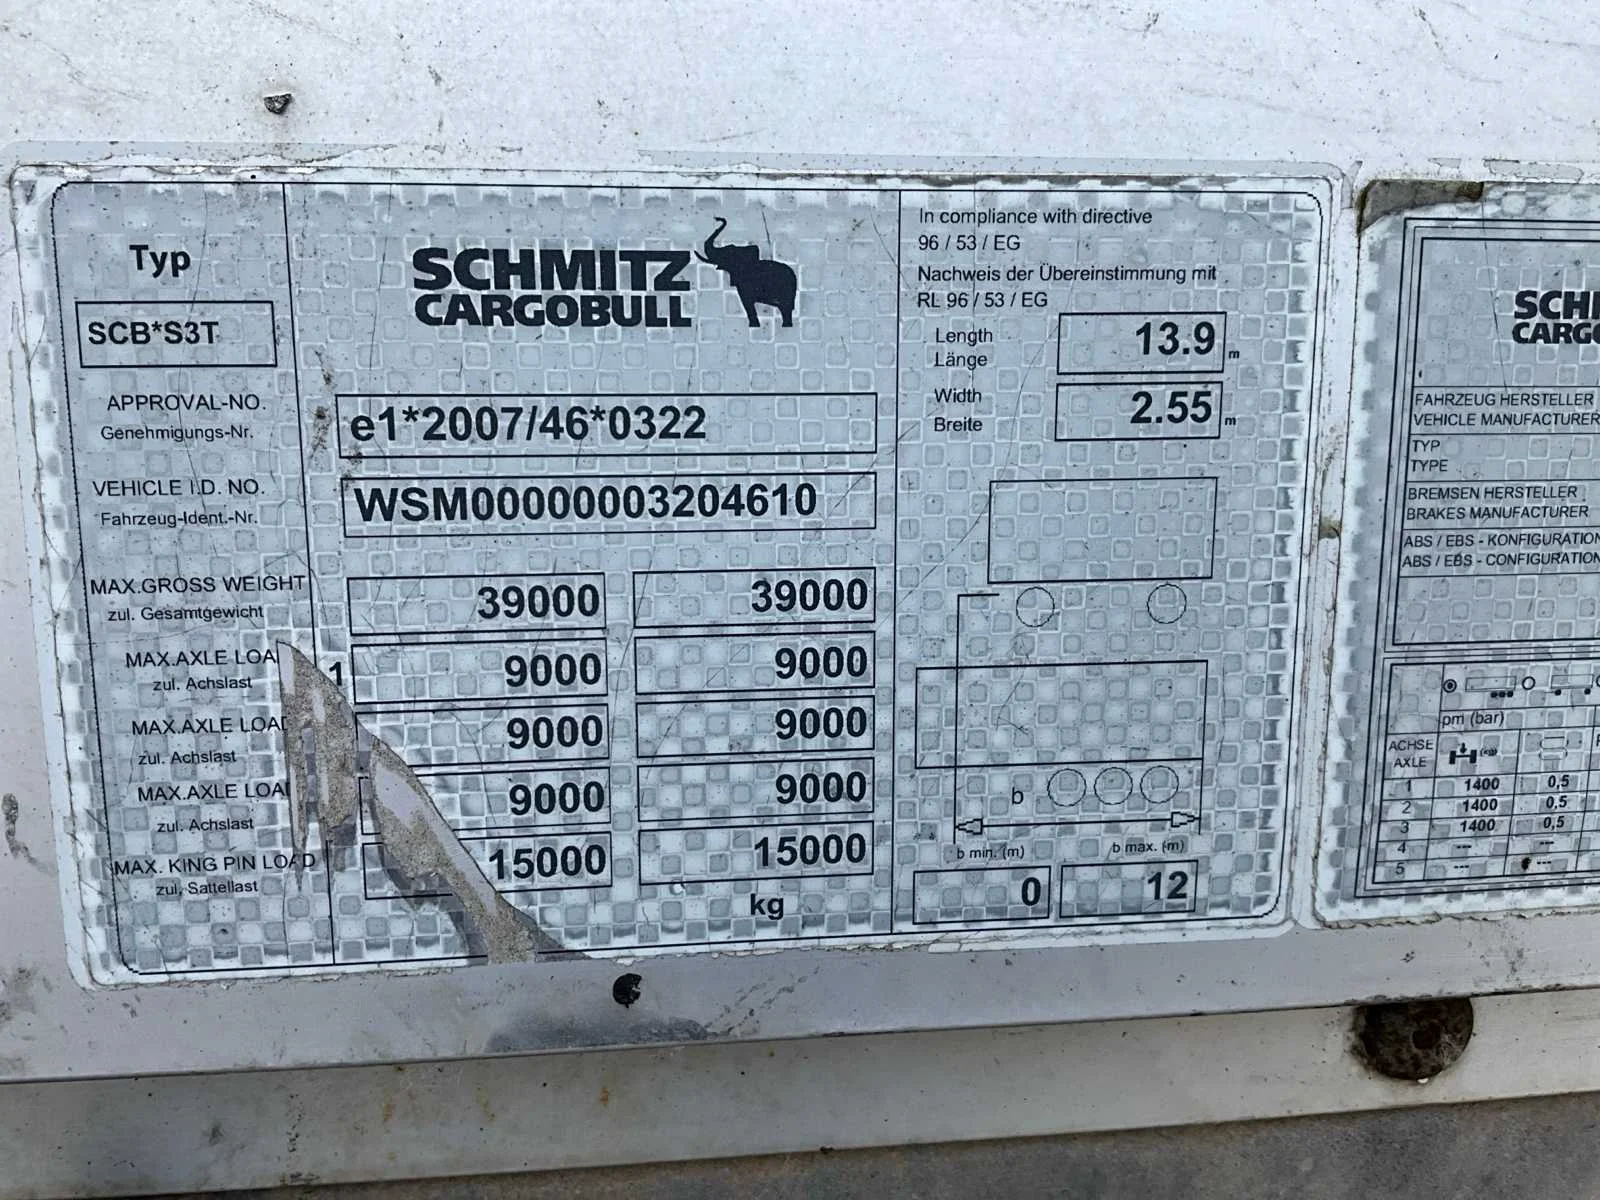 Typ
SCB*S3T
SCHMITZ
CARGOBULL
APPROVAL-NO.
Genehmigungs-Nr.
e1*2007/46*0322
VEHICLE I.D. NO.
Fahrzeug-Ident.-Nr.
WSM00000003204610
MAX.GROSS WEIGHT
zul. Gesamtgewicht
39000 39000
MAX.AXLE LOA
zul. Achslast
1 9000 9000
MAX.AXLE LOAD
zul. Achslast
9000 9000
MAX.AXLE LOAD
zul. Achslast
9000 9000
MAX. KING PIN LOAD
zul. Sattellast
15000 15000
kg
In compliance with directive
96 / 53 / EG
Nachweis der Übereinstimmung mit
RL 96 / 53 / EG
Length
Länge
13.9 m
Width
Breite
2.55 m
b
b min. (m) b max. (m)
0 12
SCH
CARGO
FAHRZEUG HERSTELLER
VEHICLE MANUFACTURER
TYP
TYPE
BREMSEN HERSTELLER
BRAKES MANUFACTURER
ABS / EBS - KONFIGURATION
ABS / EBS - CONFIGURATION
pm (bar)
ACHSE
AXLE
(kg)
1 1400 0,5
2 1400 0,5
3 1400 0,5
4 --- ---
5 --- ---